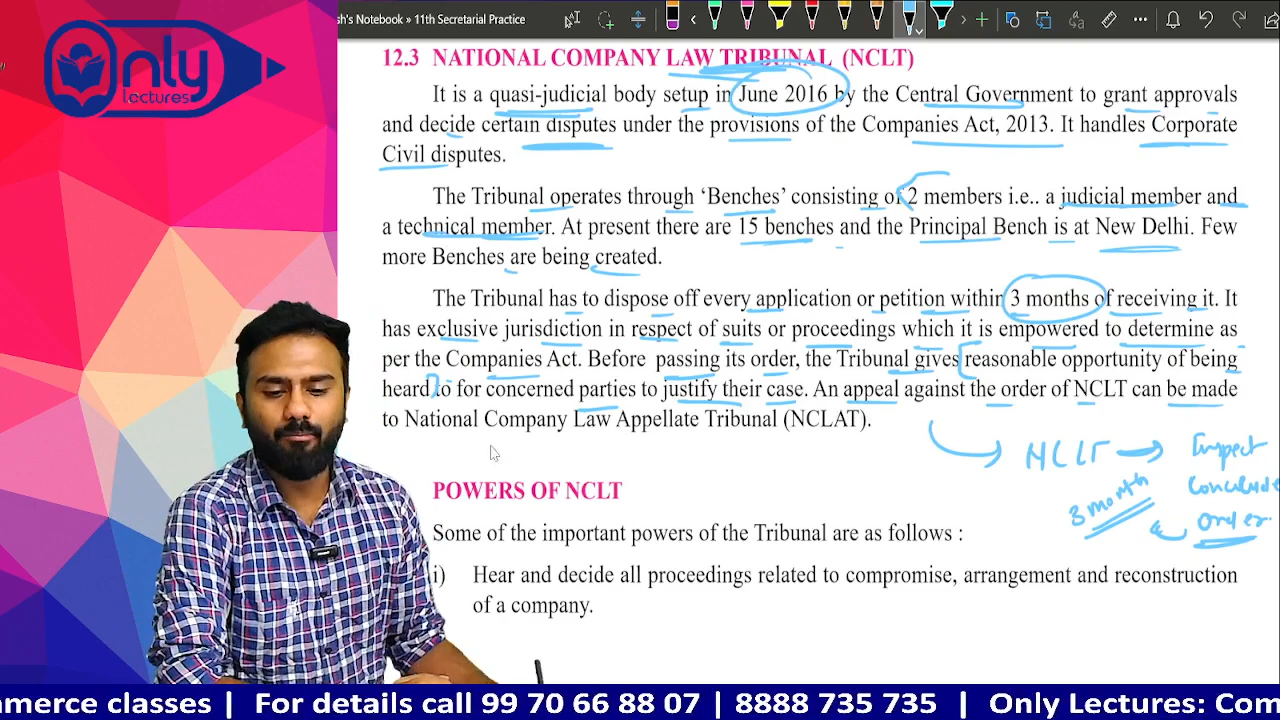 sh's Notebook » 11th Secretarial Practice
Only
lectures
12.3 NATIONAL COMPANY LAW TRIBUNAL (NCLT)
It is a quasi-judicial body setup in June 2016 by the Central Government to grant approvals
and decide certain disputes under the provisions of the Companies Act, 2013. It handles Corporate
Civil disputes.
The Tribunal operates through ‘Benches’ consisting of 2 members i.e.. a judicial member and
a technical member. At present there are 15 benches and the Principal Bench is at New Delhi. Few
more Benches are being created.
The Tribunal has to dispose off every application or petition within 3 months of receiving it. It
has exclusive jurisdiction in respect of suits or proceedings which it is empowered to determine as
per the Companies Act. Before passing its order, the Tribunal gives reasonable opportunity of being
heard to for concerned parties to justify their case. An appeal against the order of NCLT can be made
to National Company Law Appellate Tribunal (NCLAT).
NCLT
Inspect
Conclude
3 month
order.
POWERS OF NCLT
Some of the important powers of the Tribunal are as follows :
i) Hear and decide all proceedings related to compromise, arrangement and reconstruction
of a company.
mmerce classes | For details call 99 70 66 88 07 | 8888 735 735 | Only Lectures: Com